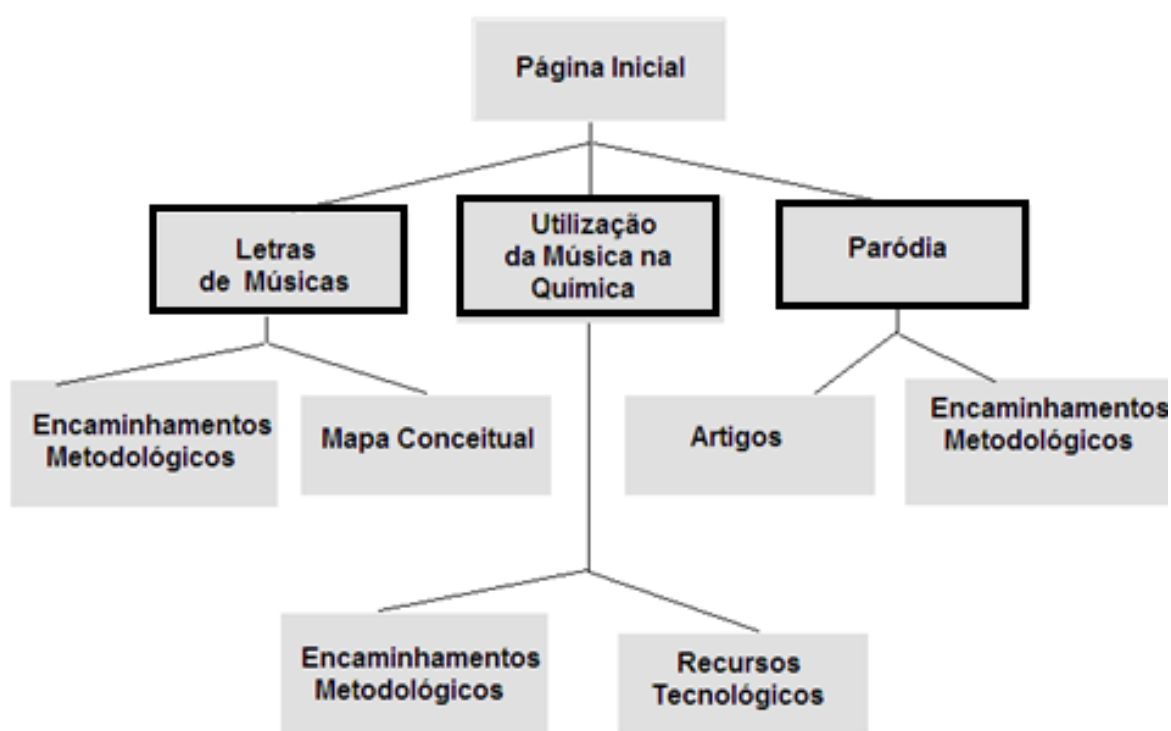 Página Inicial
Letras
de Músicas
Utilização
da Música na
Química
Paródia
Encaminhamentos
Metodológicos
Mapa Conceitual
Artigos
Encaminhamentos
Metodológicos
Encaminhamentos
Metodológicos
Recursos
Tecnológicos